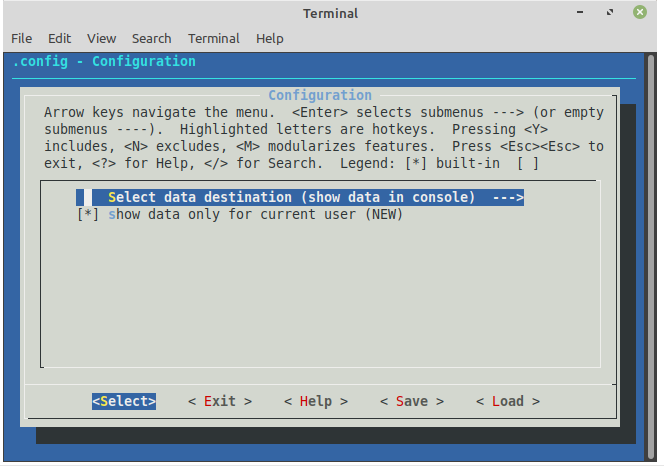 Terminal
File Edit View Search Terminal Help
.config - Configuration
Configuration
Arrow keys navigate the menu.  <Enter> selects submenus ---> (or empty
submenus ----).  Highlighted letters are hotkeys.  Pressing <Y>
includes, <N> excludes, <M> modularizes features.  Press <Esc><Esc> to
exit, <?> for Help, </> for Search.  Legend: [*] built-in  [ ]
Select data destination (show data in console)  --->
[*] show data only for current user (NEW)
<Select>    < Exit >    < Help >    < Save >    < Load >